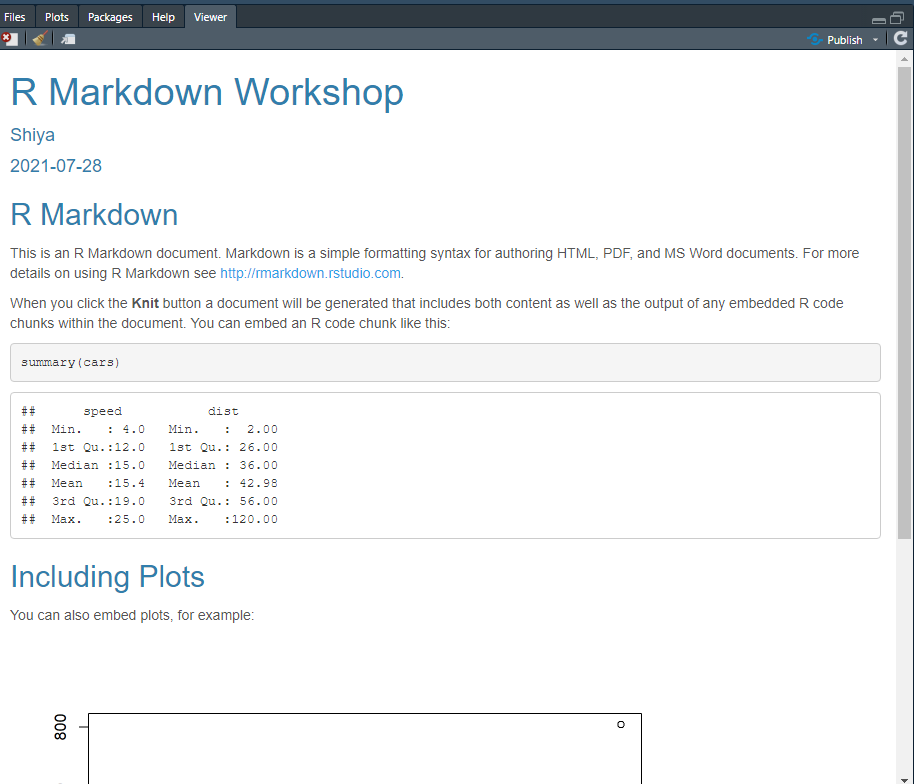 Files Plots Packages Help Viewer
Publish
R Markdown Workshop
Shiya
2021-07-28
R Markdown
This is an R Markdown document. Markdown is a simple formatting syntax for authoring HTML, PDF, and MS Word documents. For more
details on using R Markdown see http://rmarkdown.rstudio.com.
When you click the Knit button a document will be generated that includes both content as well as the output of any embedded R code
chunks within the document. You can embed an R code chunk like this:
summary(cars)
##      speed           dist
##  Min.   : 4.0   Min.   :  2.00
##  1st Qu.:12.0   1st Qu.: 26.00
##  Median :15.0   Median : 36.00
##  Mean   :15.4   Mean   : 42.98
##  3rd Qu.:19.0   3rd Qu.: 56.00
##  Max.   :25.0   Max.   :120.00
Including Plots
You can also embed plots, for example:
800